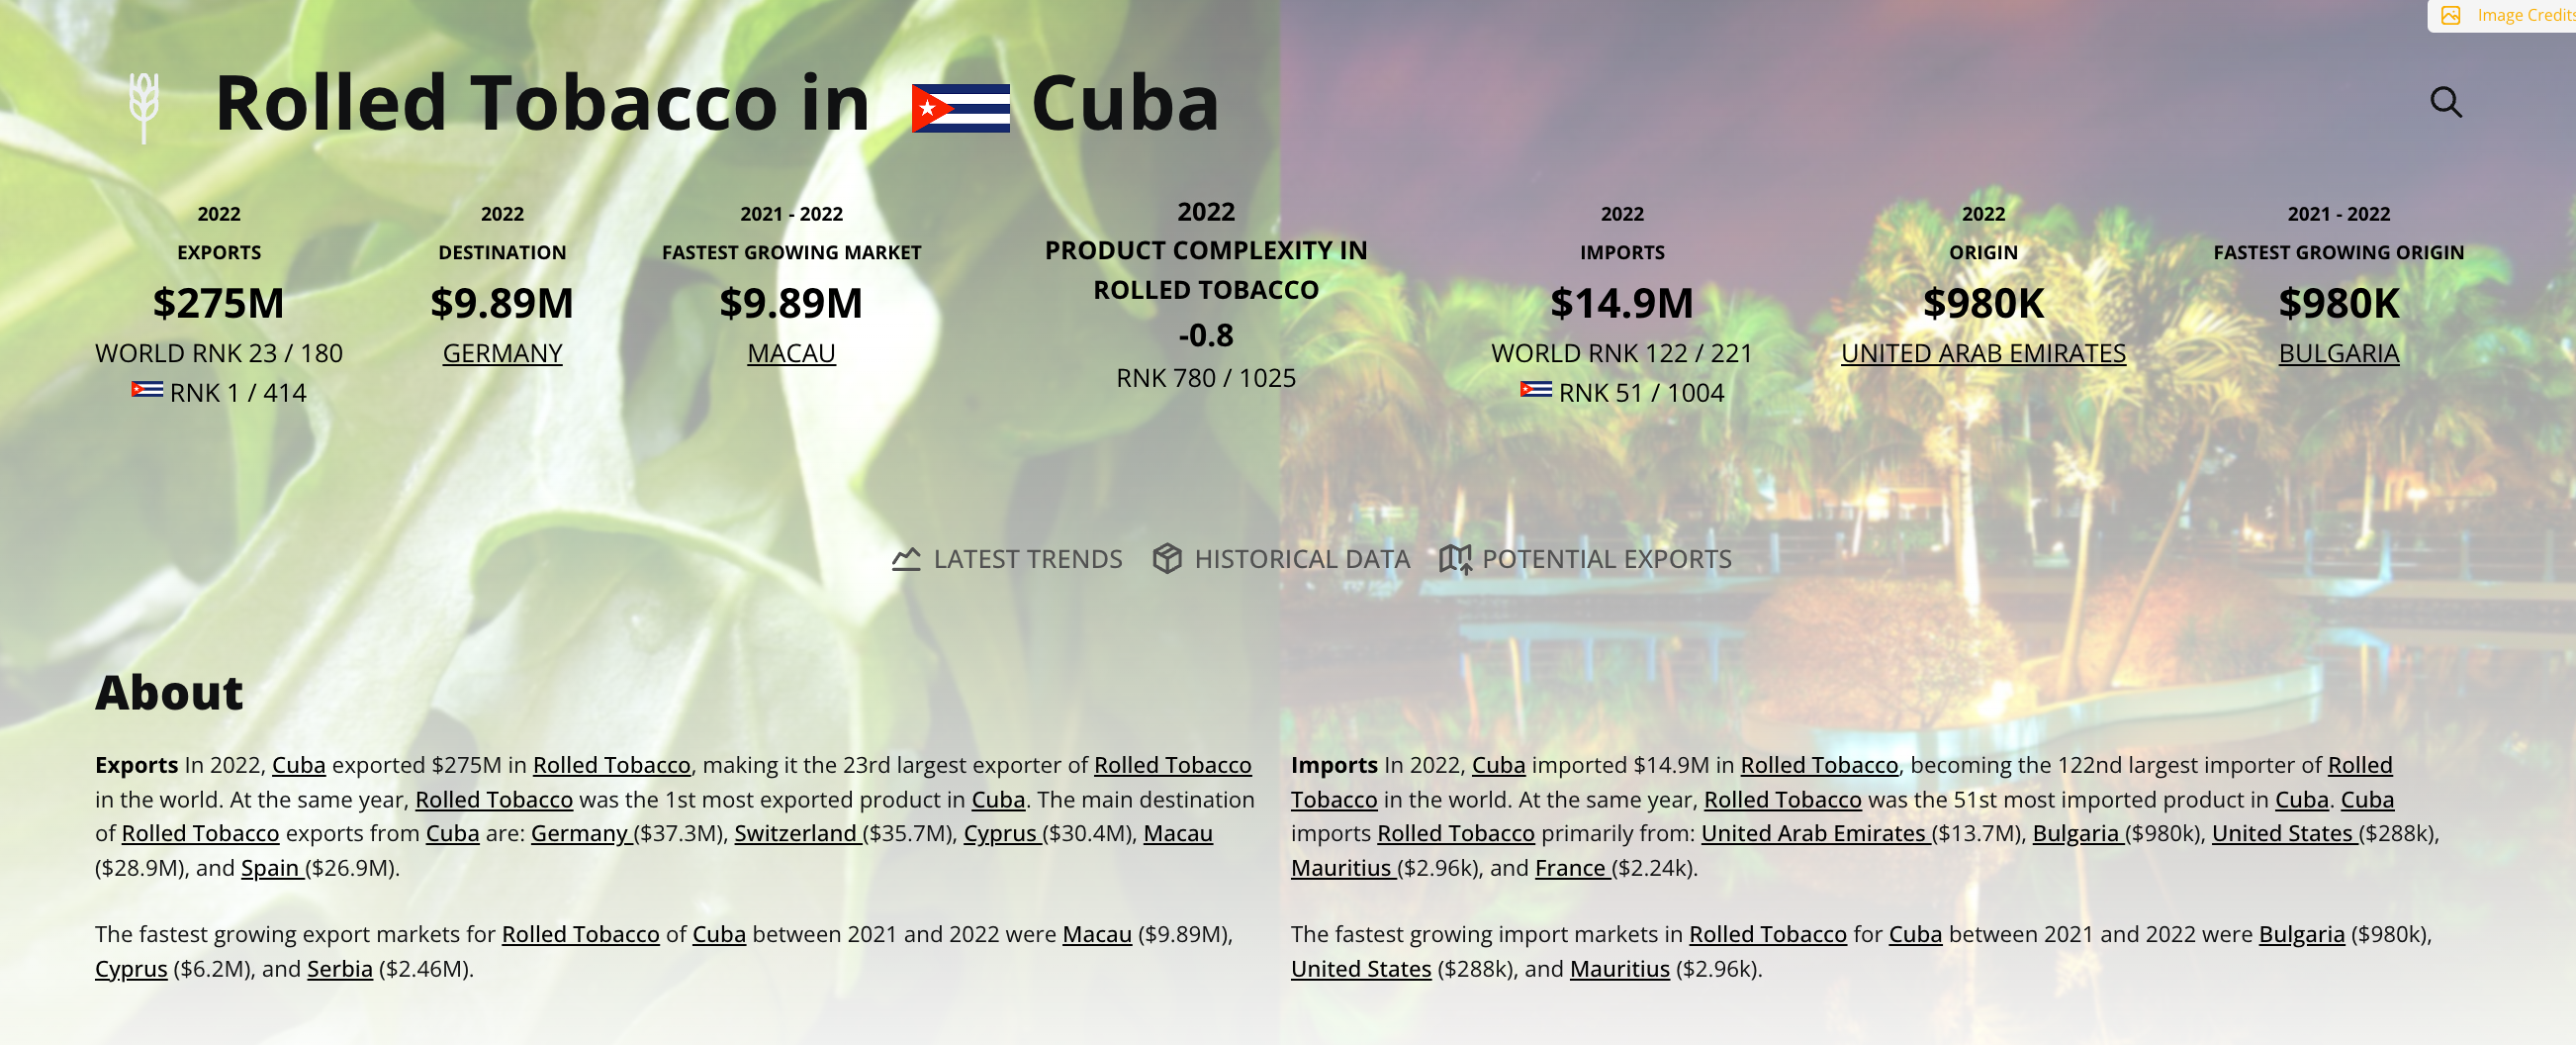 Image Credits
Rolled Tobacco in Cuba
2022
EXPORTS
$275M
WORLD RNK 23 / 180
RNK 1 / 414
2022
DESTINATION
$9.89M
GERMANY
2021 - 2022
FASTEST GROWING MARKET
$9.89M
MACAU
2022
PRODUCT COMPLEXITY IN
ROLLED TOBACCO
-0.8
RNK 780 / 1025
2022
IMPORTS
$14.9M
WORLD RNK 122 / 221
RNK 51 / 1004
2022
ORIGIN
$980K
UNITED ARAB EMIRATES
2021 - 2022
FASTEST GROWING ORIGIN
$980K
BULGARIA
LATEST TRENDS
HISTORICAL DATA
POTENTIAL EXPORTS
About
Exports In 2022, Cuba exported $275M in Rolled Tobacco, making it the 23rd largest exporter of Rolled Tobacco
in the world. At the same year, Rolled Tobacco was the 1st most exported product in Cuba. The main destination
of Rolled Tobacco exports from Cuba are: Germany ($37.3M), Switzerland ($35.7M), Cyprus ($30.4M), Macau
($28.9M), and Spain ($26.9M).
The fastest growing export markets for Rolled Tobacco of Cuba between 2021 and 2022 were Macau ($9.89M),
Cyprus ($6.2M), and Serbia ($2.46M).
Imports In 2022, Cuba imported $14.9M in Rolled Tobacco, becoming the 122nd largest importer of Rolled
Tobacco in the world. At the same year, Rolled Tobacco was the 51st most imported product in Cuba. Cuba
imports Rolled Tobacco primarily from: United Arab Emirates ($13.7M), Bulgaria ($980k), United States ($288k),
Mauritius ($2.96k), and France ($2.24k).
The fastest growing import markets in Rolled Tobacco for Cuba between 2021 and 2022 were Bulgaria ($980k),
United States ($288k), and Mauritius ($2.96k).